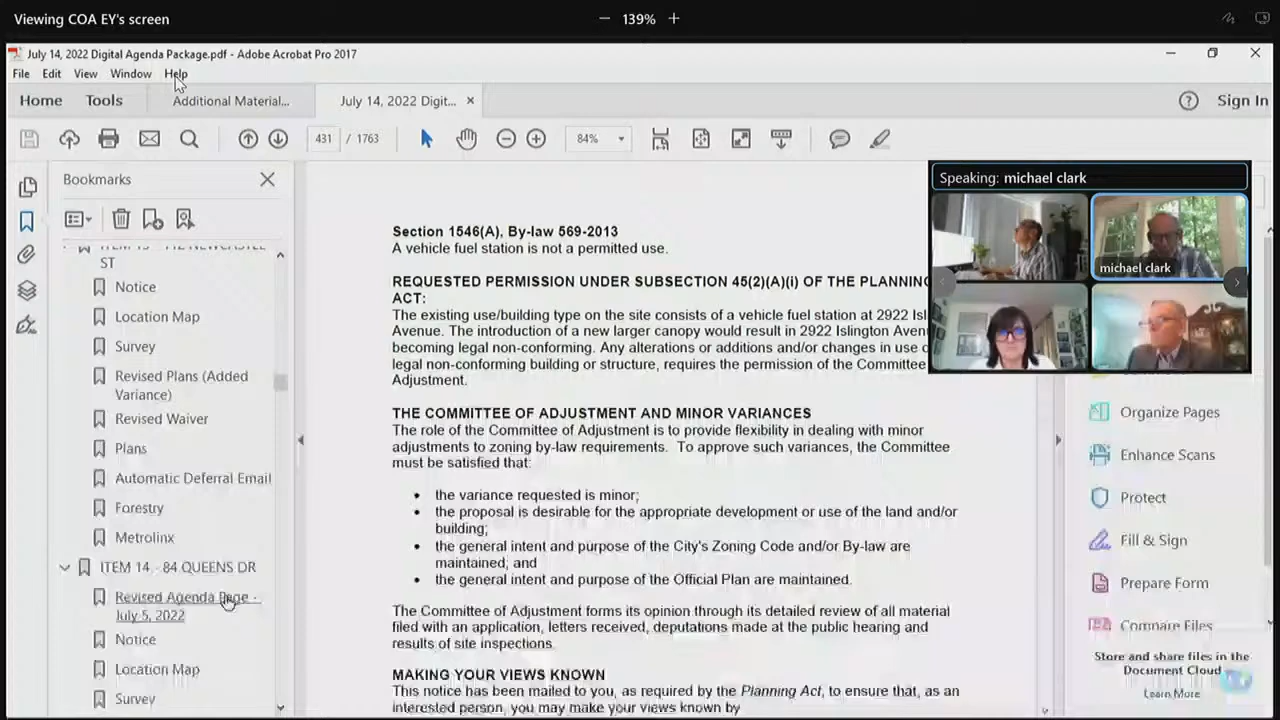 Viewing COA EY's screen
139%
July 14, 2022 Digital Agenda Package.pdf - Adobe Acrobat Pro 2017
File Edit View Window Help
Home Tools Additional Material... July 14, 2022 Digit... Sign In
431 / 1763 84%
Bookmarks
ST
Notice
Location Map
Survey
Revised Plans (Added
Variance)
Revised Waiver
Plans
Automatic Deferral Email
Forestry
Metrolinx
ITEM 14 - 84 QUEENS DR
Revised Agenda Page -
July 5, 2022
Notice
Location Map
Survey
Section 1546(A), By-law 569-2013
A vehicle fuel station is not a permitted use.
REQUESTED PERMISSION UNDER SUBSECTION 45(2)(A)(i) OF THE PLANNING
ACT:
The existing use/building type on the site consists of a vehicle fuel station at 2922
Avenue. The introduction of a new larger canopy would result in 2922 Islington
becoming legal non-conforming. Any alterations or additions and/or changes in use
legal non-conforming building or structure, requires the permission of the Committee
Adjustment.
THE COMMITTEE OF ADJUSTMENT AND MINOR VARIANCES
The role of the Committee of Adjustment is to provide flexibility in dealing with minor
adjustments to zoning by-law requirements. To approve such variances, the Committee
must be satisfied that:
• the variance requested is minor;
• the proposal is desirable for the appropriate development or use of the land and/or
building;
• the general intent and purpose of the City's Zoning Code and/or By-law are
maintained; and
• the general intent and purpose of the Official Plan are maintained.
The Committee of Adjustment forms its opinion through its detailed review of all material
filed with an application, letters received, deputations made at the public hearing and
results of site inspections.
MAKING YOUR VIEWS KNOWN
This notice has been mailed to you, as required by the Planning Act, to ensure that, as an
interested person, you may make your views known by
Speaking: michael clark
michael clark
Organize Pages
Enhance Scans
Protect
Fill & Sign
Prepare Form
Compare Files
Store and share files in the
Document Cloud
Learn More